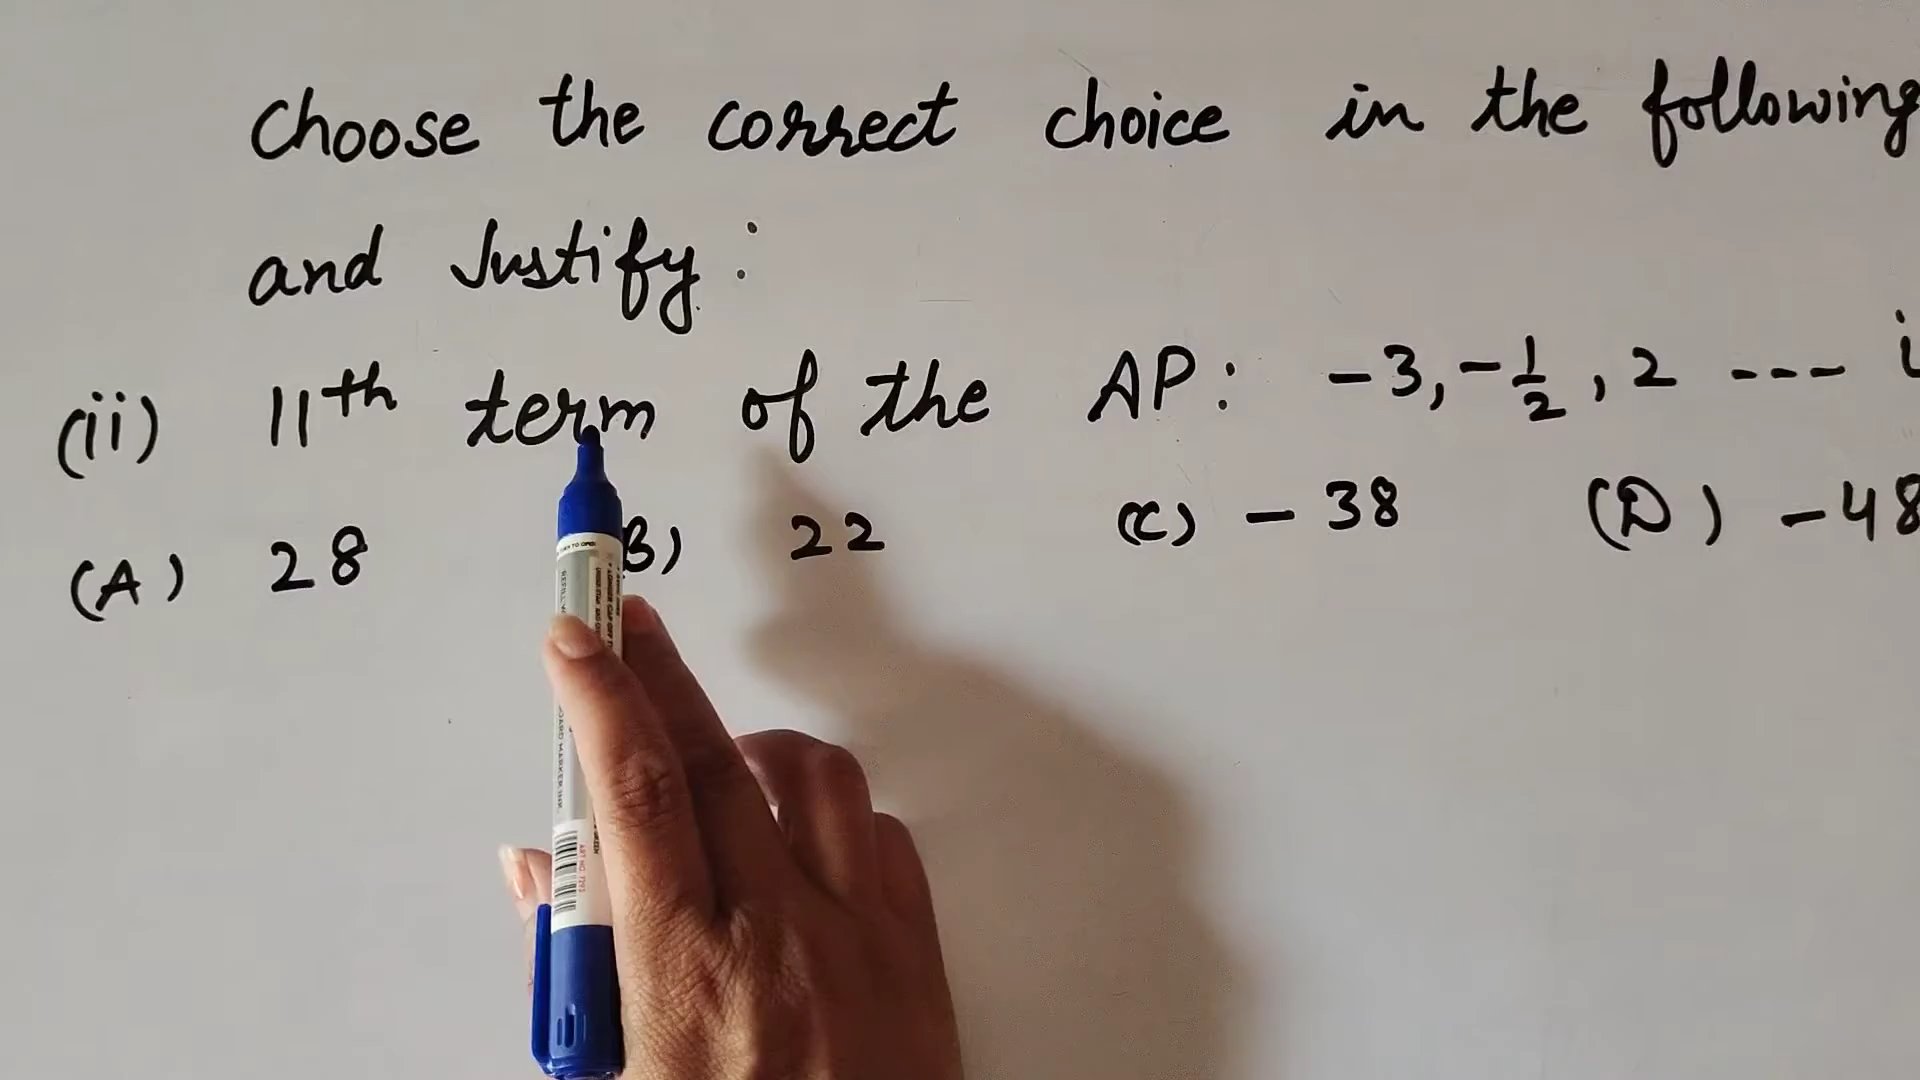 Choose the correct choice in the following
and Justify:
(ii) 11th term of the AP: -3, -1/2, 2 ---- i
(A) 28 B) 22 (C) - 38 (D) -48